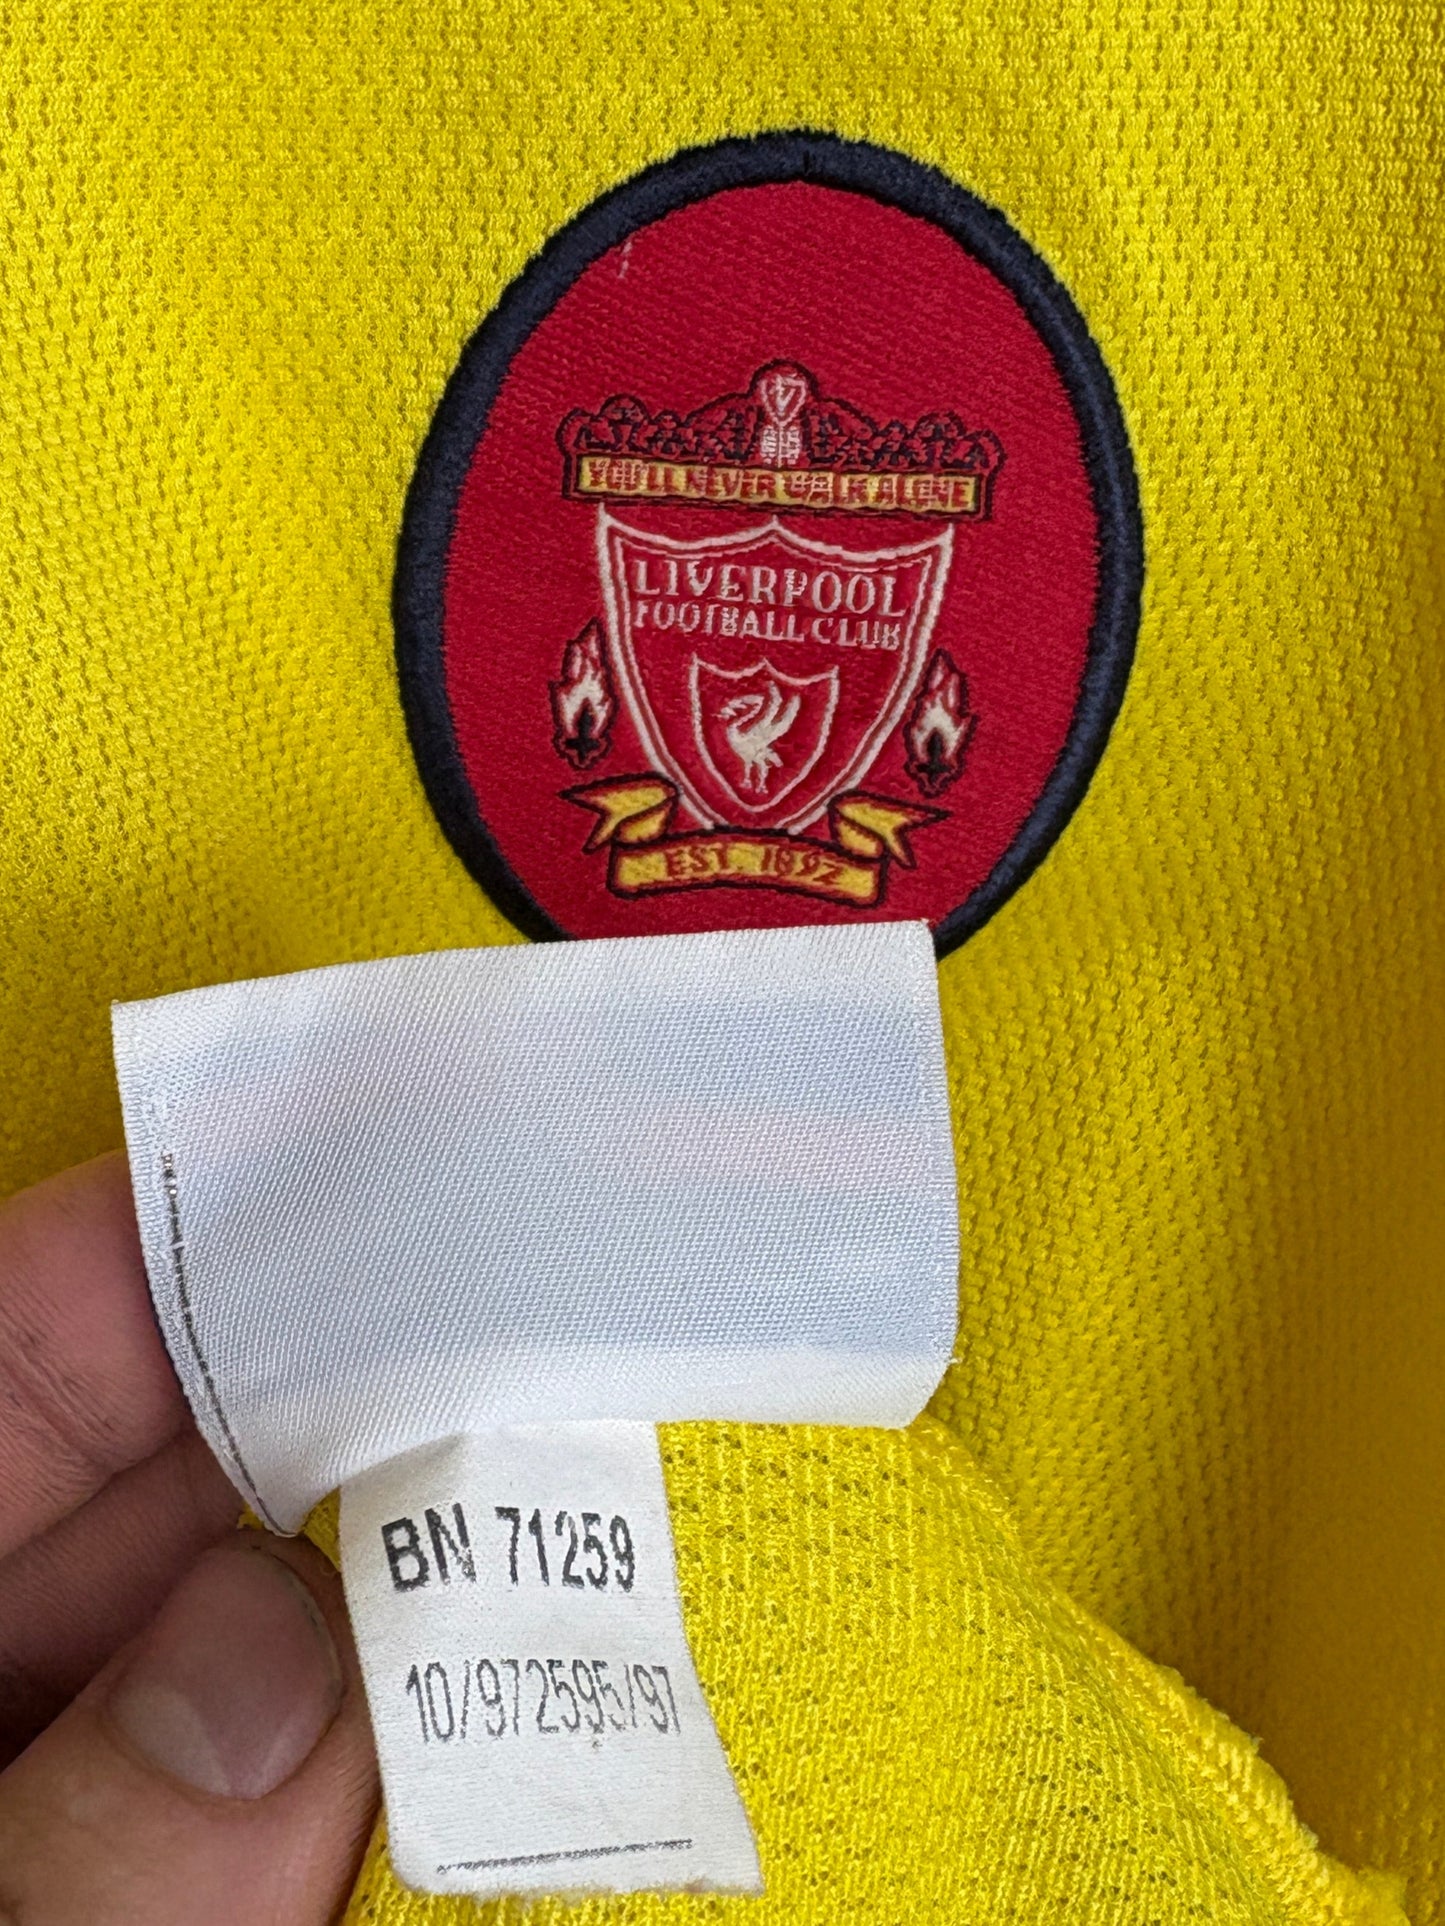 YOU'LL NEVER WALK ALONE
LIVERPOOL
FOOTBALL CLUB
EST. 1892
BN 71259
10/972595/97